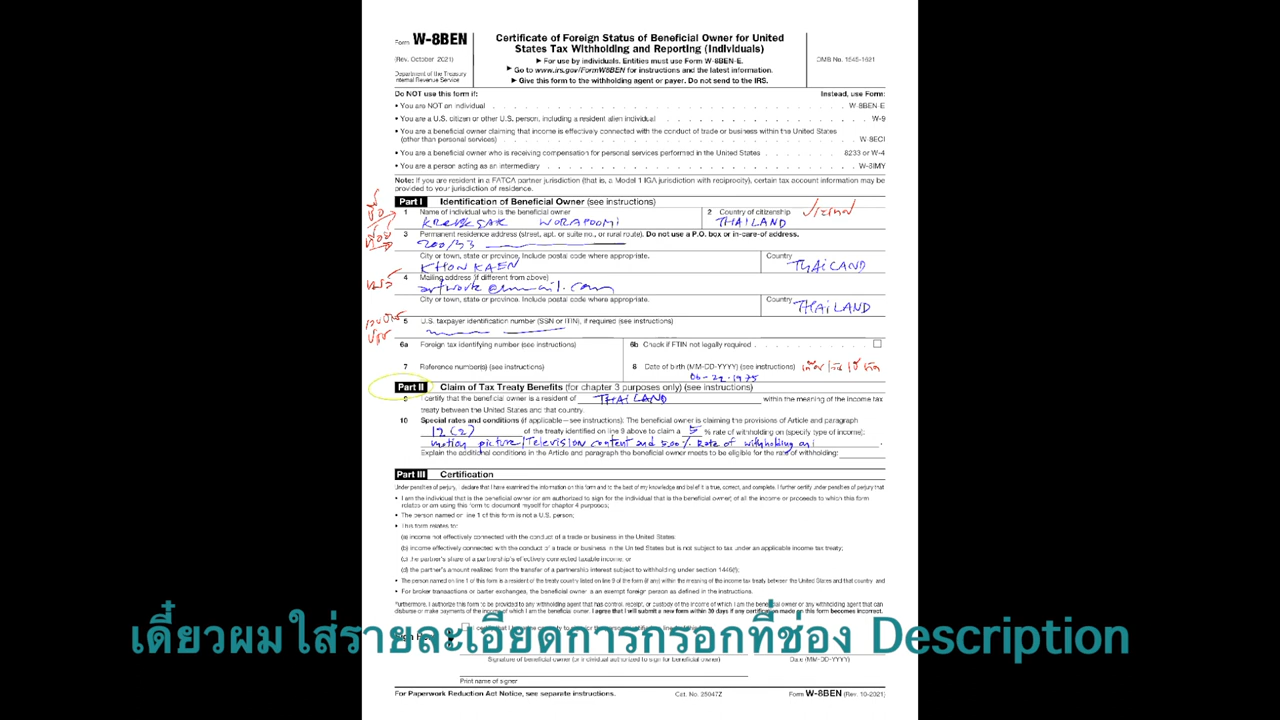 Form W-8BEN
(Rev. October 2021)
Department of the Treasury
Internal Revenue Service
Certificate of Foreign Status of Beneficial Owner for United
States Tax Withholding and Reporting (Individuals)
▶ For use by individuals. Entities must use Form W-8BEN-E.
▶ Go to www.irs.gov/FormW8BEN for instructions and the latest information.
▶ Give this form to the withholding agent or payer. Do not send to the IRS.
OMB No. 1545-1621
Do NOT use this form if: Instead, use Form:
• You are NOT an individual W-8BEN-E
• You are a U.S. citizen or other U.S. person, including a resident alien individual W-9
• You are a beneficial owner claiming that income is effectively connected with the conduct of trade or business within the United States
(other than personal services) W-8ECI
• You are a beneficial owner who is receiving compensation for personal services performed in the United States 8233 or W-4
• You are a person acting as an intermediary W-8IMY
Note: If you are resident in a FATCA partner jurisdiction (that is, a Model 1 IGA jurisdiction with reciprocity), certain tax account information may be
provided to your jurisdiction of residence.
Part I Identification of Beneficial Owner (see instructions)
ชื่อ
1 Name of individual who is the beneficial owner
2 Country of citizenship
WORAPOOMI
THAILAND
ที่อยู่
3 Permanent residence address (street, apt. or suite no., or rural route). Do not use a P.O. box or in-care-of address.
200/53
City or town, state or province. Include postal code where appropriate. Country
KHON KAEN THAILAND
4 Mailing address (if different from above)
City or town, state or province. Include postal code where appropriate. Country
THAILAND
5 U.S. taxpayer identification number (SSN or ITIN), if required (see instructions)
6a Foreign tax identifying number (see instructions) 6b Check if FTIN not legally required
7 Reference number(s) (see instructions) 8 Date of birth (MM-DD-YYYY) (see instructions)
06-22-1975
Part II Claim of Tax Treaty Benefits (for chapter 3 purposes only) (see instructions)
9 I certify that the beneficial owner is a resident of THAILAND within the meaning of the income tax
treaty between the United States and that country.
10 Special rates and conditions (if applicable—see instructions): The beneficial owner is claiming the provisions of Article and paragraph
12 (2) of the treaty identified on line 9 above to claim a 5 % rate of withholding on (specify type of income):
motion picture/Television content and 5.00% Rate of withholding on
Explain the additional conditions in the Article and paragraph the beneficial owner meets to be eligible for the rate of withholding:
Part III Certification
Under penalties of perjury, I declare that I have examined the information on this form and to the best of my knowledge and belief it is true, correct, and complete. I further certify under penalties of perjury that:
• I am the individual that is the beneficial owner (or am authorized to sign for the individual that is the beneficial owner) of all the income or proceeds to which this form
relates or am using this form to document myself for chapter 4 purposes;
• The person named on line 1 of this form is not a U.S. person;
• This form relates to:
(a) income not effectively connected with the conduct of a trade or business in the United States;
(b) income effectively connected with the conduct of a trade or business in the United States but is not subject to tax under an applicable income tax treaty;
(c) the partner's share of a partnership's effectively connected taxable income; or
(d) the partner's amount realized from the transfer of a partnership interest subject to withholding under section 1446(f);
• The person named on line 1 of this form is a resident of the treaty country listed on line 9 of the form (if any) within the meaning of the income tax treaty between the United States and that country; and
• For broker transactions or barter exchanges, the beneficial owner is an exempt foreign person as defined in the instructions.
Furthermore, I authorize this form to be provided to any withholding agent that has control, receipt, or custody of the income of which I am the beneficial owner or any withholding agent that can
disburse or make payments of the income of which I am the beneficial owner. I agree that I will submit a new form within 30 days if any certification made on this form becomes incorrect.
เดี๋ยวผมใส่รายละเอียดการกรอกที่ช่อง Description
Signature of beneficial owner (or individual authorized to sign for beneficial owner) Date (MM-DD-YYYY)
Print name of signer
For Paperwork Reduction Act Notice, see separate instructions. Cat. No. 25047Z Form W-8BEN (Rev. 10-2021)